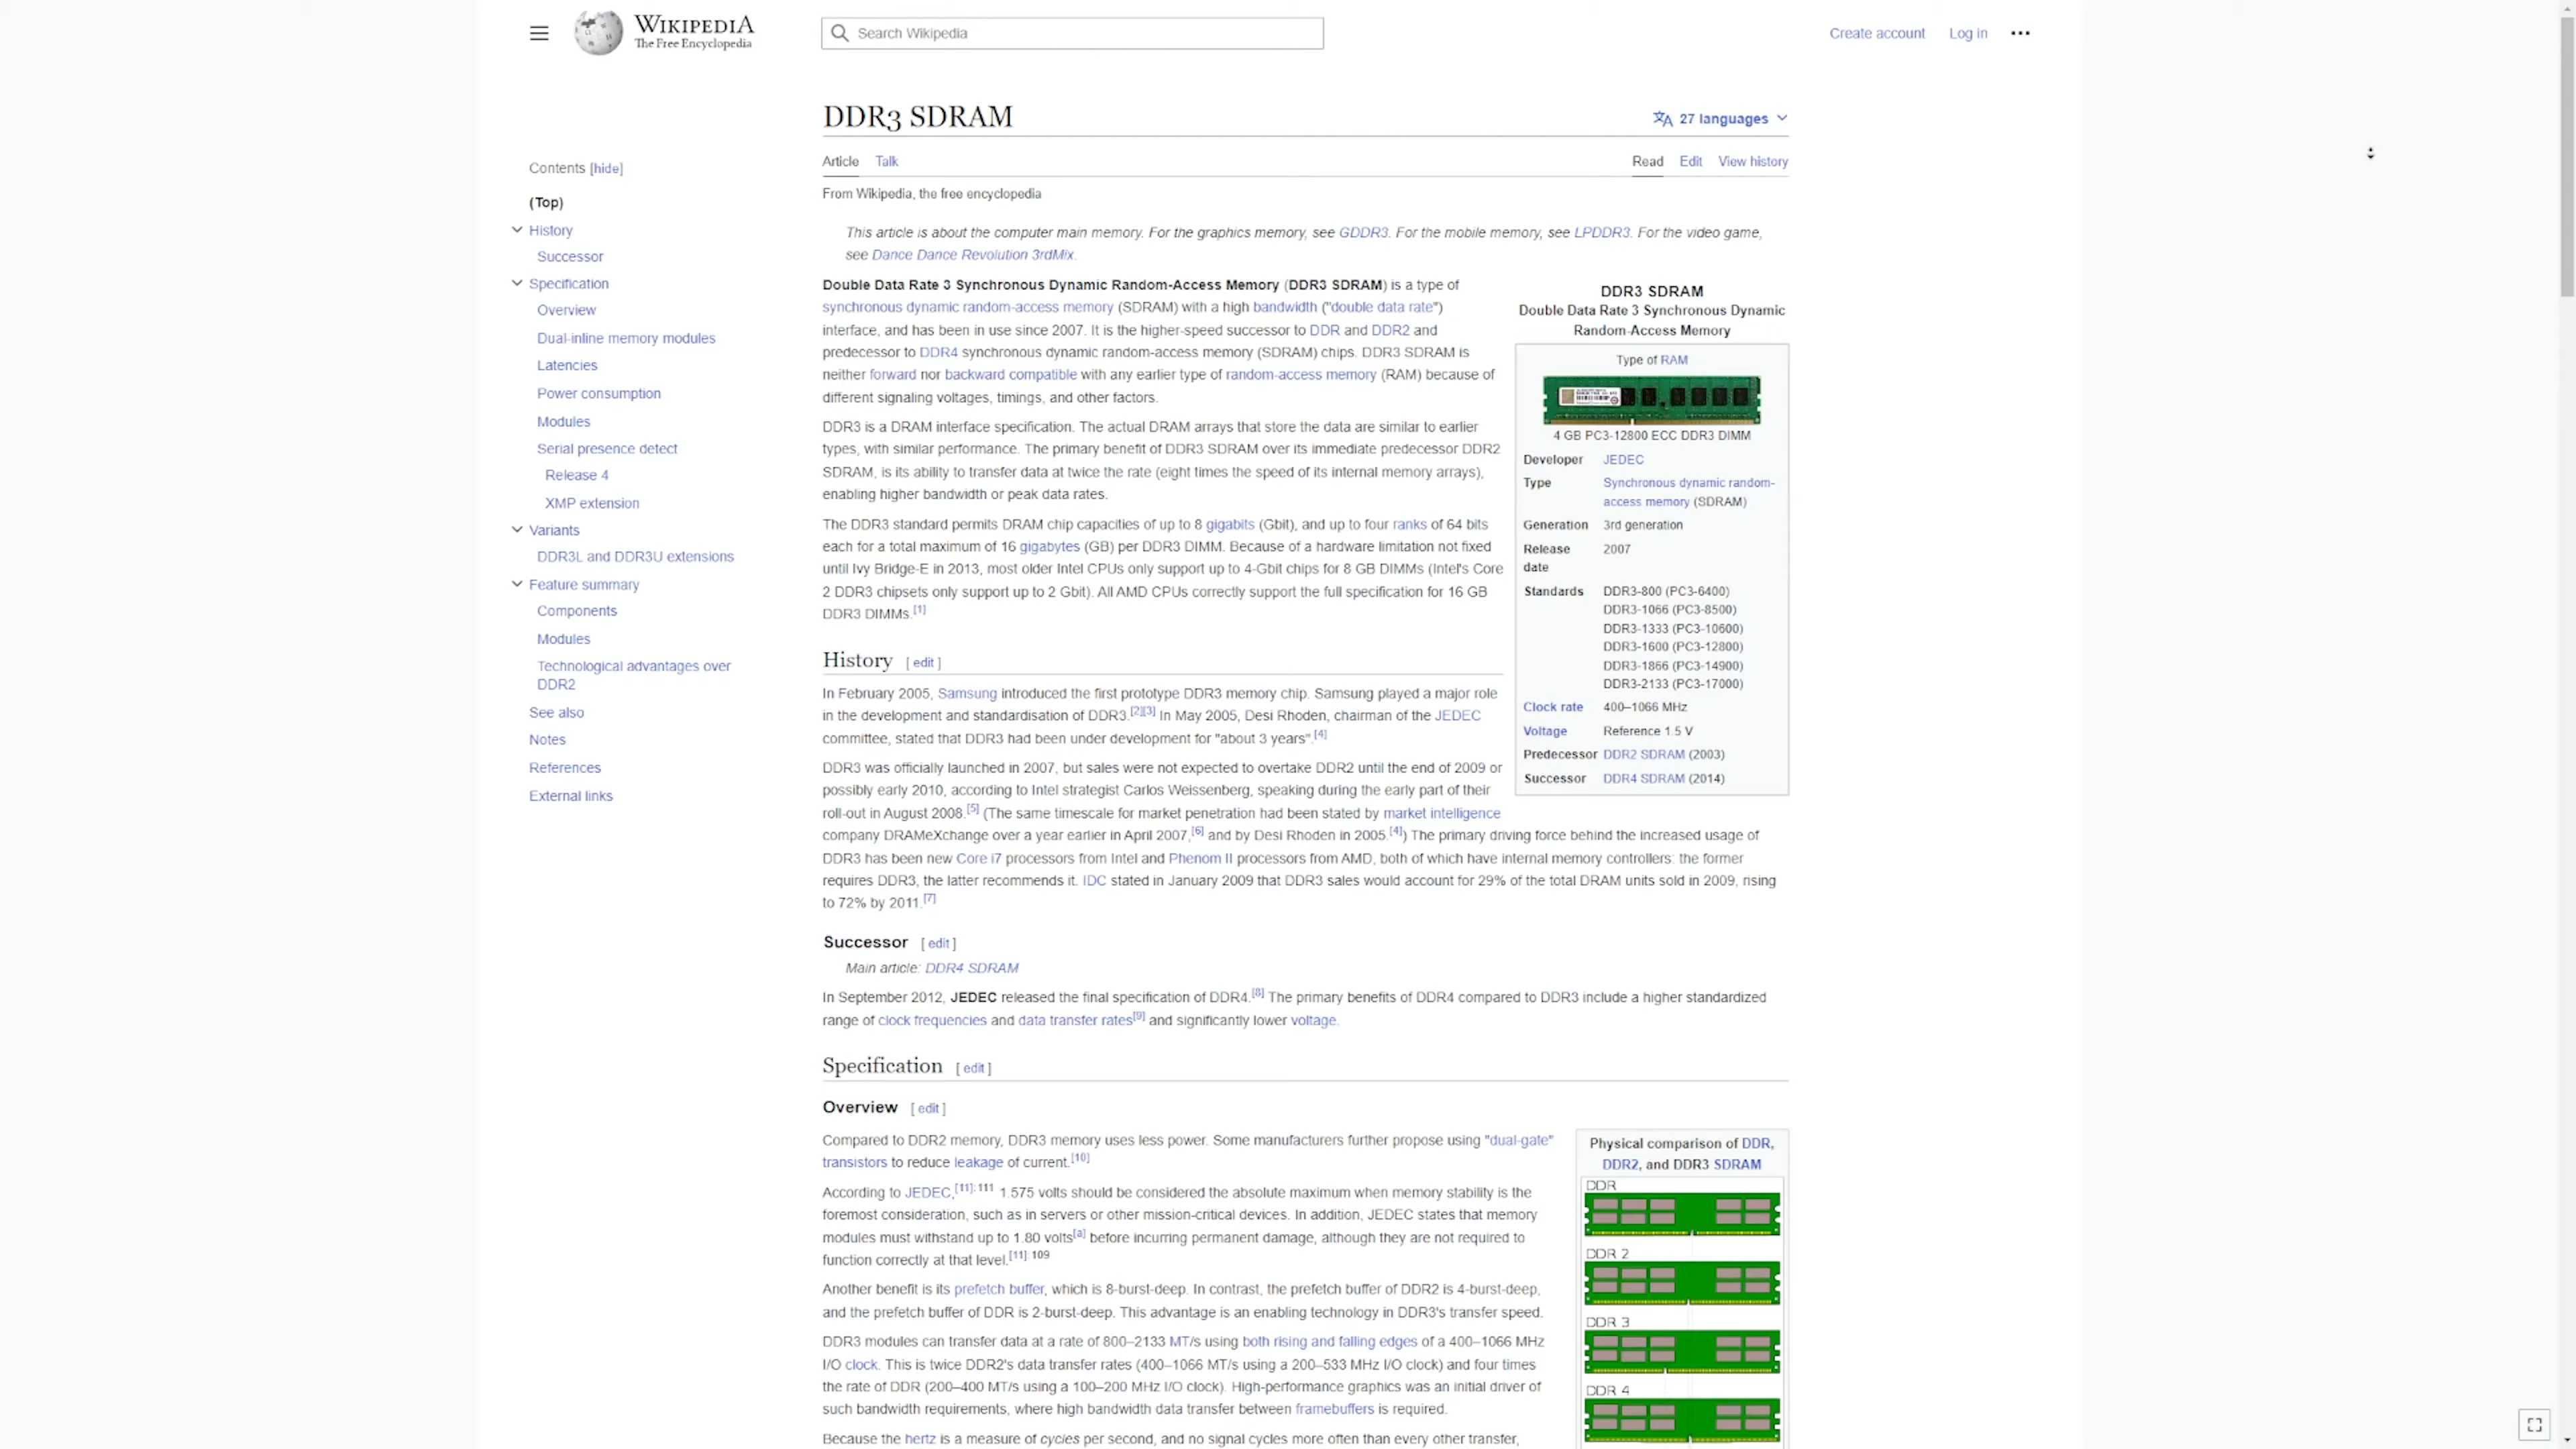 WIKIPEDIA
The Free Encyclopedia
Search Wikipedia
Create account
Log in
DDR3 SDRAM
27 languages
Article
Talk
Read
Edit
View history
From Wikipedia, the free encyclopedia
Contents [hide]
(Top)
History
Successor
Specification
Overview
Dual-inline memory modules
Latencies
Power consumption
Modules
Serial presence detect
Release 4
XMP extension
Variants
DDR3L and DDR3U extensions
Feature summary
Components
Modules
Technological advantages over
DDR2
See also
Notes
References
External links
This article is about the computer main memory. For the graphics memory, see GDDR3. For the mobile memory, see LPDDR3. For the video game,
see Dance Dance Revolution 3rdMix.
Double Data Rate 3 Synchronous Dynamic Random-Access Memory (DDR3 SDRAM) is a type of
synchronous dynamic random-access memory (SDRAM) with a high bandwidth ("double data rate")
interface, and has been in use since 2007. It is the higher-speed successor to DDR and DDR2 and
predecessor to DDR4 synchronous dynamic random-access memory (SDRAM) chips. DDR3 SDRAM is
neither forward nor backward compatible with any earlier type of random-access memory (RAM) because of
different signaling voltages, timings, and other factors.
DDR3 is a DRAM interface specification. The actual DRAM arrays that store the data are similar to earlier
types, with similar performance. The primary benefit of DDR3 SDRAM over its immediate predecessor DDR2
SDRAM, is its ability to transfer data at twice the rate (eight times the speed of its internal memory arrays),
enabling higher bandwidth or peak data rates.
The DDR3 standard permits DRAM chip capacities of up to 8 gigabits (Gbit), and up to four ranks of 64 bits
each for a total maximum of 16 gigabytes (GB) per DDR3 DIMM. Because of a hardware limitation not fixed
until Ivy Bridge-E in 2013, most older Intel CPUs only support up to 4-Gbit chips for 8 GB DIMMs (Intel's Core
2 DDR3 chipsets only support up to 2 Gbit). All AMD CPUs correctly support the full specification for 16 GB
DDR3 DIMMs.[1]
DDR3 SDRAM
Double Data Rate 3 Synchronous Dynamic
Random-Access Memory
Type of RAM
4 GB PC3-12800 ECC DDR3 DIMM
Developer JEDEC
Type Synchronous dynamic random-
access memory (SDRAM)
Generation 3rd generation
Release 2007
date
Standards DDR3-800 (PC3-6400)
DDR3-1066 (PC3-8500)
DDR3-1333 (PC3-10600)
DDR3-1600 (PC3-12800)
DDR3-1866 (PC3-14900)
DDR3-2133 (PC3-17000)
Clock rate 400–1066 MHz
Voltage Reference 1.5 V
Predecessor DDR2 SDRAM (2003)
Successor DDR4 SDRAM (2014)
History [ edit ]
In February 2005, Samsung introduced the first prototype DDR3 memory chip. Samsung played a major role
in the development and standardisation of DDR3.[2][3] In May 2005, Desi Rhoden, chairman of the JEDEC
committee, stated that DDR3 had been under development for "about 3 years".[4]
DDR3 was officially launched in 2007, but sales were not expected to overtake DDR2 until the end of 2009 or
possibly early 2010, according to Intel strategist Carlos Weissenberg, speaking during the early part of their
roll-out in August 2008.[5] (The same timescale for market penetration had been stated by market intelligence
company DRAMeXchange over a year earlier in April 2007,[6] and by Desi Rhoden in 2005.[4]) The primary driving force behind the increased usage of
DDR3 has been new Core i7 processors from Intel and Phenom II processors from AMD, both of which have internal memory controllers: the former
requires DDR3, the latter recommends it. IDC stated in January 2009 that DDR3 sales would account for 29% of the total DRAM units sold in 2009, rising
to 72% by 2011.[7]
Successor [ edit ]
Main article: DDR4 SDRAM
In September 2012, JEDEC released the final specification of DDR4.[8] The primary benefits of DDR4 compared to DDR3 include a higher standardized
range of clock frequencies and data transfer rates[9] and significantly lower voltage.
Specification [ edit ]
Overview [ edit ]
Compared to DDR2 memory, DDR3 memory uses less power. Some manufacturers further propose using "dual-gate"
transistors to reduce leakage of current.[10]
According to JEDEC,[11]: 111 1.575 volts should be considered the absolute maximum when memory stability is the
foremost consideration, such as in servers or other mission-critical devices. In addition, JEDEC states that memory
modules must withstand up to 1.80 volts[a] before incurring permanent damage, although they are not required to
function correctly at that level.[11]: 109
Another benefit is its prefetch buffer, which is 8-burst-deep. In contrast, the prefetch buffer of DDR2 is 4-burst-deep,
and the prefetch buffer of DDR is 2-burst-deep. This advantage is an enabling technology in DDR3's transfer speed.
DDR3 modules can transfer data at a rate of 800–2133 MT/s using both rising and falling edges of a 400–1066 MHz
I/O clock. This is twice DDR2's data transfer rates (400–1066 MT/s using a 200–533 MHz I/O clock) and four times
the rate of DDR (200–400 MT/s using a 100–200 MHz I/O clock). High-performance graphics was an initial driver of
such bandwidth requirements, where high bandwidth data transfer between framebuffers is required.
Because the hertz is a measure of cycles per second, and no signal cycles more often than every other transfer,
Physical comparison of DDR,
DDR2, and DDR3 SDRAM
DDR
DDR 2
DDR 3
DDR 4